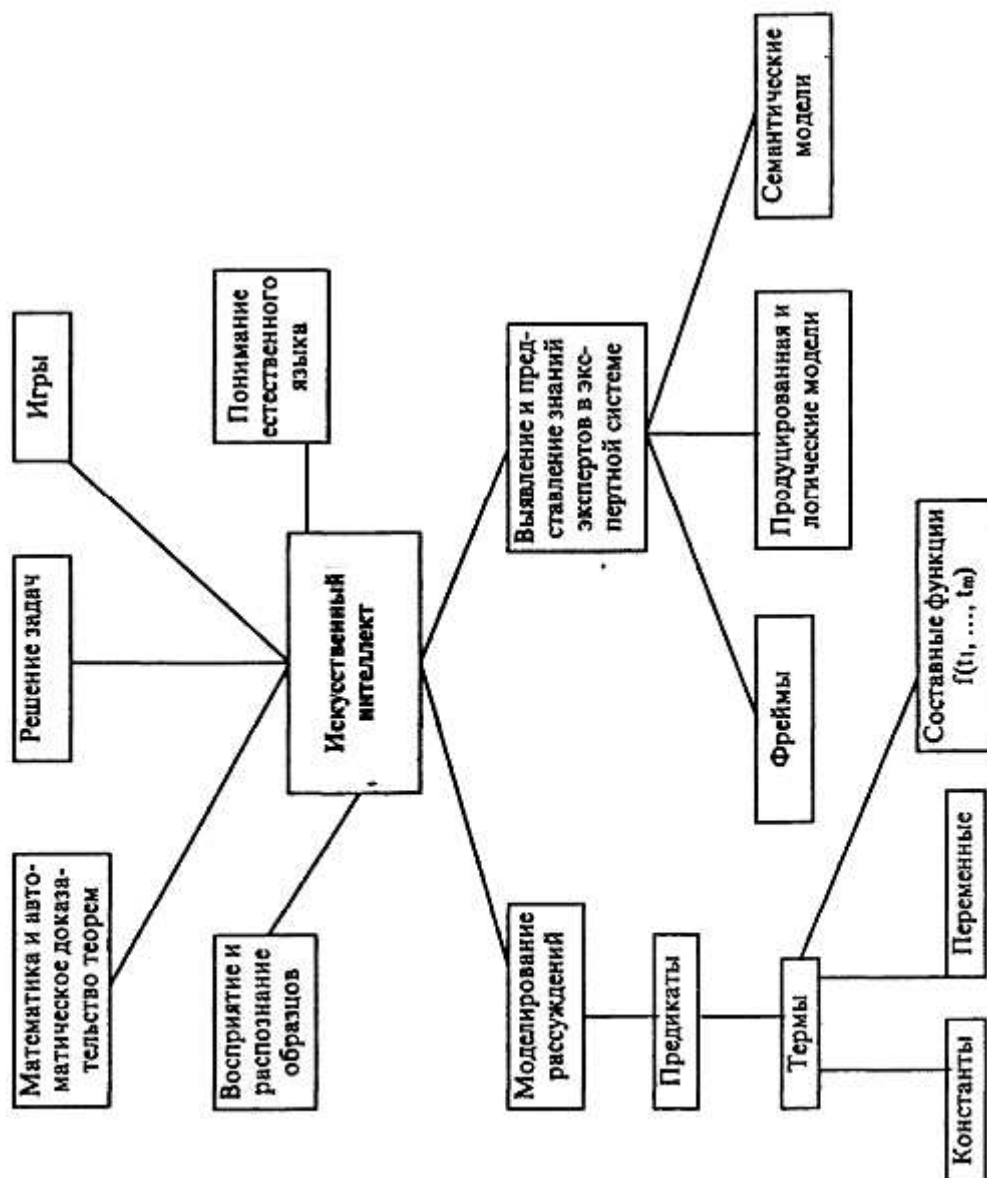 Математика и авто-
матическое доказа-
тельство теорем
Решение задач
Игры
Восприятие и
распознание
образцов
Искусственный
интеллект
Понимание
естественного
языка
Моделирование
рассуждений
Выявление и пред-
ставление знаний
экспертов в экс-
пертной системе
Предикаты
Фреймы
Продуцированная и
логические модели
Семантические
модели
Термы
Константы
Переменные
Составные функции
f(t₁, ..., tₘ)